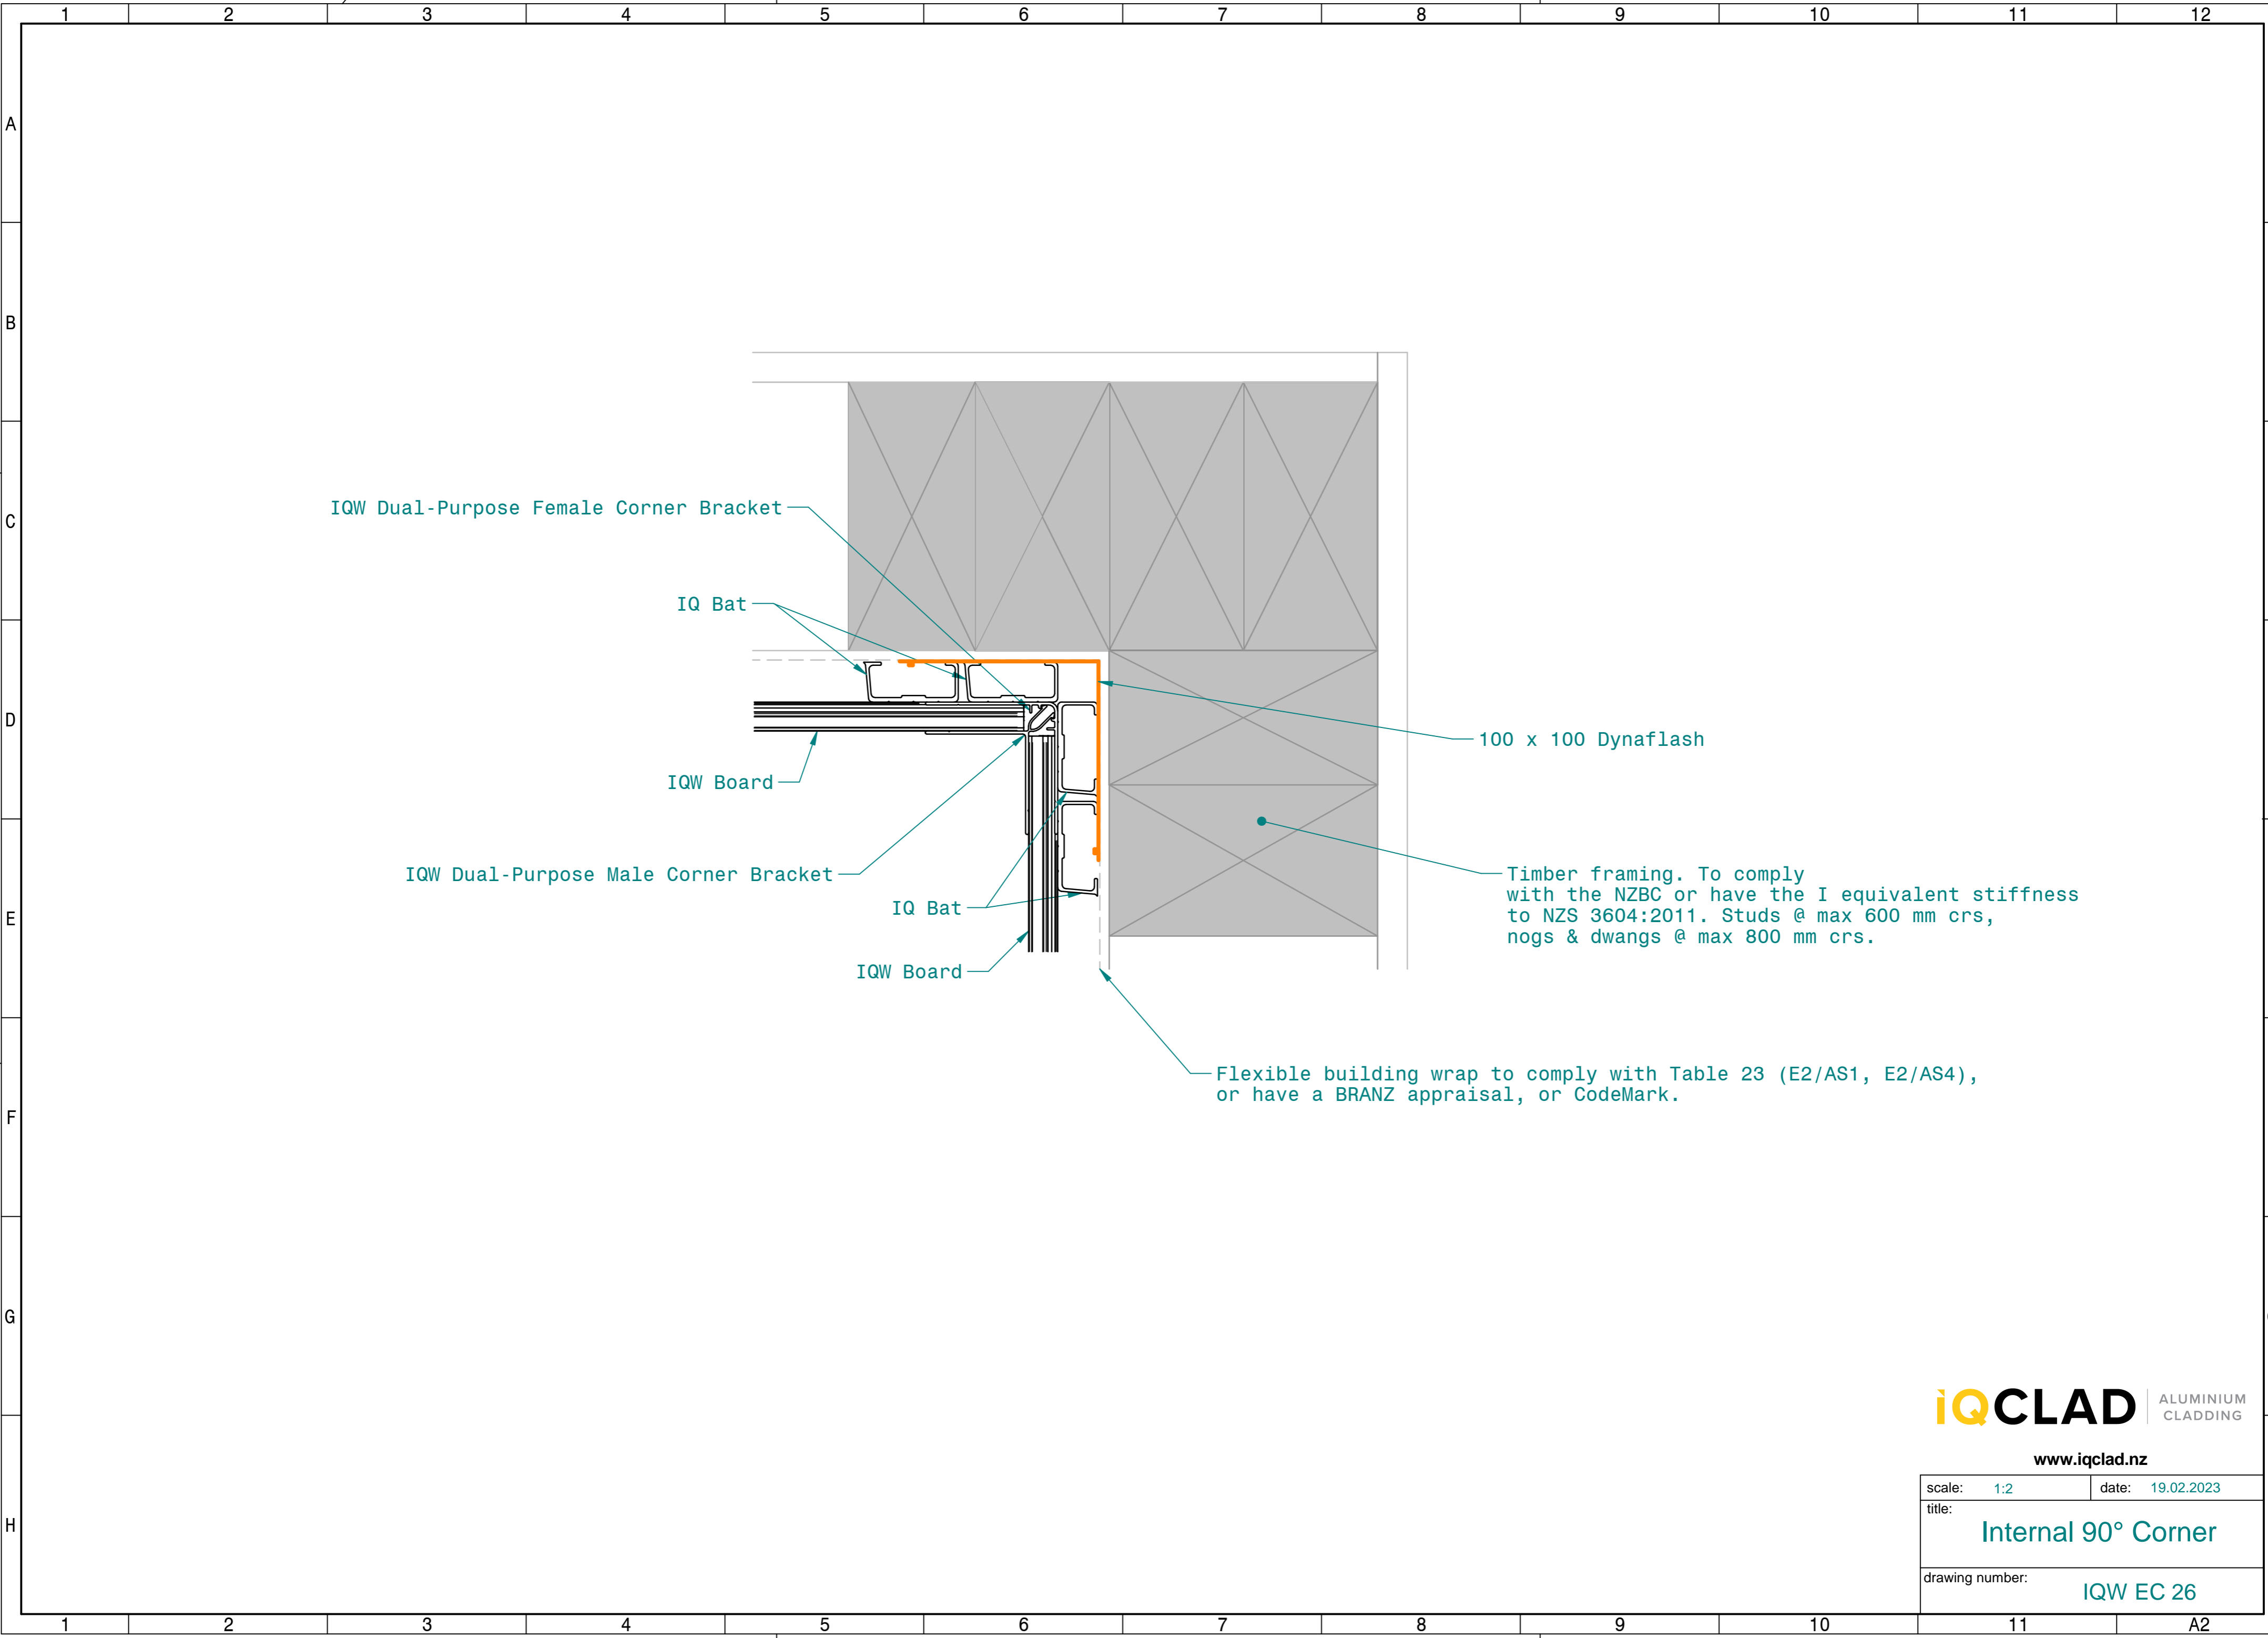 1 2 3 4 5 6 7 8 9 10 11 12
A
B
C
D
E
F
G
H
IQW Dual-Purpose Female Corner Bracket
IQ Bat
IQW Board
IQW Dual-Purpose Male Corner Bracket
IQ Bat
IQW Board
100 x 100 Dynaflash
Timber framing. To comply
with the NZBC or have the I equivalent stiffness
to NZS 3604:2011. Studs @ max 600 mm crs,
nogs & dwangs @ max 800 mm crs.
Flexible building wrap to comply with Table 23 (E2/AS1, E2/AS4),
or have a BRANZ appraisal, or CodeMark.
iQCLAD
ALUMINIUM
CLADDING
www.iqclad.nz
scale: 1:2 date: 19.02.2023
title:
Internal 90° Corner
drawing number:
IQW EC 26
1 2 3 4 5 6 7 8 9 10 11 A2